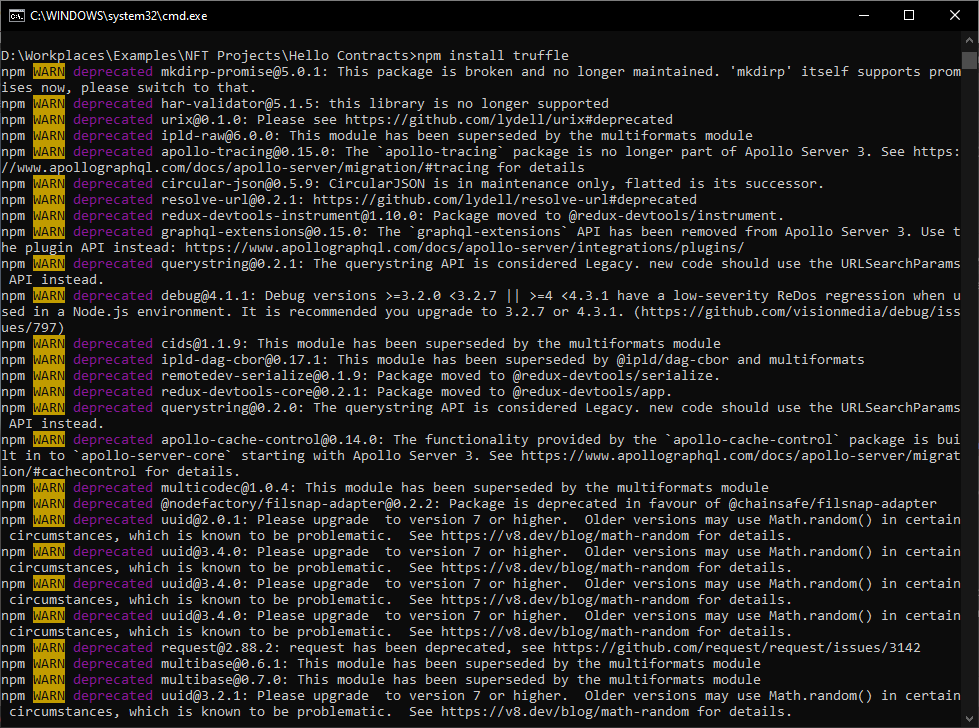 C:\WINDOWS\system32\cmd.exe
D:\Workplaces\Examples\NFT Projects\Hello Contracts>npm install truffle
npm WARN deprecated mkdirp-promise@5.0.1: This package is broken and no longer maintained. 'mkdirp' itself supports prom
ises now, please switch to that.
npm WARN deprecated har-validator@5.1.5: this library is no longer supported
npm WARN deprecated urix@0.1.0: Please see https://github.com/lydell/urix#deprecated
npm WARN deprecated ipld-raw@6.0.0: This module has been superseded by the multiformats module
npm WARN deprecated apollo-tracing@0.15.0: The `apollo-tracing` package is no longer part of Apollo Server 3. See https:
//www.apollographql.com/docs/apollo-server/migration/#tracing for details
npm WARN deprecated circular-json@0.5.9: CircularJSON is in maintenance only, flatted is its successor.
npm WARN deprecated resolve-url@0.2.1: https://github.com/lydell/resolve-url#deprecated
npm WARN deprecated redux-devtools-instrument@1.10.0: Package moved to @redux-devtools/instrument.
npm WARN deprecated graphql-extensions@0.15.0: The `graphql-extensions` API has been removed from Apollo Server 3. Use t
he plugin API instead: https://www.apollographql.com/docs/apollo-server/integrations/plugins/
npm WARN deprecated querystring@0.2.1: The querystring API is considered Legacy. new code should use the URLSearchParams
 API instead.
npm WARN deprecated debug@4.1.1: Debug versions >=3.2.0 <3.2.7 || >=4 <4.3.1 have a low-severity ReDos regression when u
sed in a Node.js environment. It is recommended you upgrade to 3.2.7 or 4.3.1. (https://github.com/visionmedia/debug/iss
ues/797)
npm WARN deprecated cids@1.1.9: This module has been superseded by the multiformats module
npm WARN deprecated ipld-dag-cbor@0.17.1: This module has been superseded by @ipld/dag-cbor and multiformats
npm WARN deprecated remotedev-serialize@0.1.9: Package moved to @redux-devtools/serialize.
npm WARN deprecated redux-devtools-core@0.2.1: Package moved to @redux-devtools/app.
npm WARN deprecated querystring@0.2.0: The querystring API is considered Legacy. new code should use the URLSearchParams
 API instead.
npm WARN deprecated apollo-cache-control@0.14.0: The functionality provided by the `apollo-cache-control` package is bui
lt in to `apollo-server-core` starting with Apollo Server 3. See https://www.apollographql.com/docs/apollo-server/migrat
ion/#cachecontrol for details.
npm WARN deprecated multicodec@1.0.4: This module has been superseded by the multiformats module
npm WARN deprecated @nodefactory/filsnap-adapter@0.2.2: Package is deprecated in favour of @chainsafe/filsnap-adapter
npm WARN deprecated uuid@2.0.1: Please upgrade  to version 7 or higher.  Older versions may use Math.random() in certain
 circumstances, which is known to be problematic.  See https://v8.dev/blog/math-random for details.
npm WARN deprecated uuid@3.4.0: Please upgrade  to version 7 or higher.  Older versions may use Math.random() in certain
 circumstances, which is known to be problematic.  See https://v8.dev/blog/math-random for details.
npm WARN deprecated uuid@3.4.0: Please upgrade  to version 7 or higher.  Older versions may use Math.random() in certain
 circumstances, which is known to be problematic.  See https://v8.dev/blog/math-random for details.
npm WARN deprecated uuid@3.4.0: Please upgrade  to version 7 or higher.  Older versions may use Math.random() in certain
 circumstances, which is known to be problematic.  See https://v8.dev/blog/math-random for details.
npm WARN deprecated request@2.88.2: request has been deprecated, see https://github.com/request/request/issues/3142
npm WARN deprecated multibase@0.6.1: This module has been superseded by the multiformats module
npm WARN deprecated multibase@0.7.0: This module has been superseded by the multiformats module
npm WARN deprecated uuid@3.2.1: Please upgrade  to version 7 or higher.  Older versions may use Math.random() in certain
 circumstances, which is known to be problematic.  See https://v8.dev/blog/math-random for details.